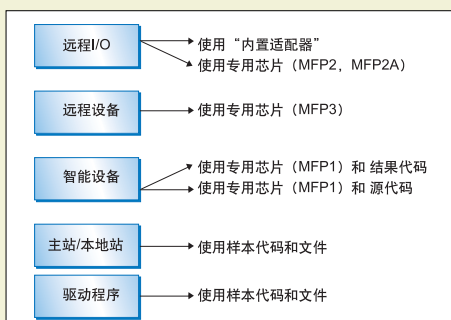 远程I/O
使用“内置适配器”
使用专用芯片（MFP2，MFP2A）
远程设备
使用专用芯片（MFP3）
智能设备
使用专用芯片（MFP1）和 结果代码
使用专用芯片（MFP1）和 源代码
主站/本地站
使用样本代码和文件
驱动程序
使用样本代码和文件